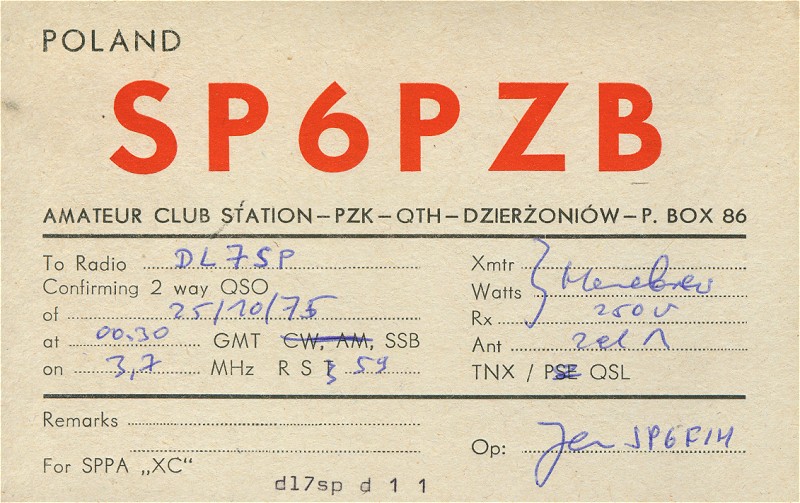 POLAND
SP6PZB
AMATEUR CLUB STATION – PZK – QTH – DZIERŻONIÓW – P. BOX 86
To Radio DL7SP
Confirming 2 way QSO
of 25/10/75
at 00.30 GMT CW, AM, SSB
on 3,7 MHz R S T 59
Xmtr
Watts
Rx 250 W
Ant
TNX / PSE QSL
Remarks
For SPPA „XC“
Op: SP6FIH
dl7sp d 1 1